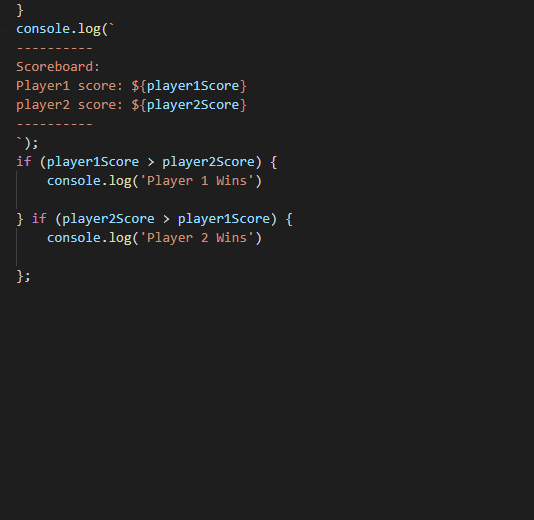 }
console.log(`
----------
Scoreboard:
Player1 score: ${player1Score}
player2 score: ${player2Score}
----------
`);
if (player1Score > player2Score) {
    console.log('Player 1 Wins')
} if (player2Score > player1Score) {
    console.log('Player 2 Wins')
};